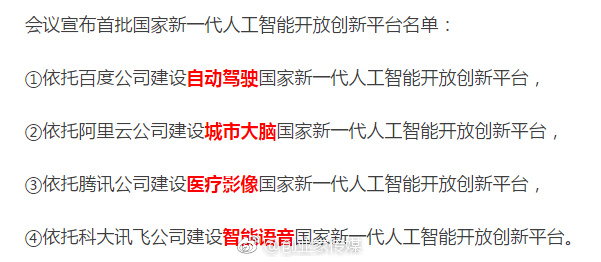 会议宣布首批国家新一代人工智能开放创新平台名单：
①依托百度公司建设自动驾驶国家新一代人工智能开放创新平台，
②依托阿里云公司建设城市大脑国家新一代人工智能开放创新平台，
③依托腾讯公司建设医疗影像国家新一代人工智能开放创新平台，
④依托科大讯飞公司建设智能语音国家新一代人工智能开放创新平台。